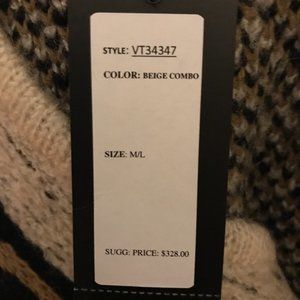 STYLE: VT34347
COLOR: BEIGE COMBO
SIZE: M/L
SUGG: PRICE: $328.00